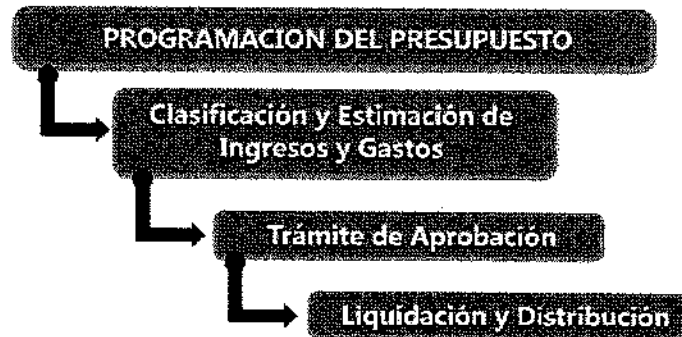 PROGRAMACION DEL PRESUPUESTO
Clasificación y Estimación de
Ingresos y Gastos
Trámite de Aprobación
Liquidación y Distribución